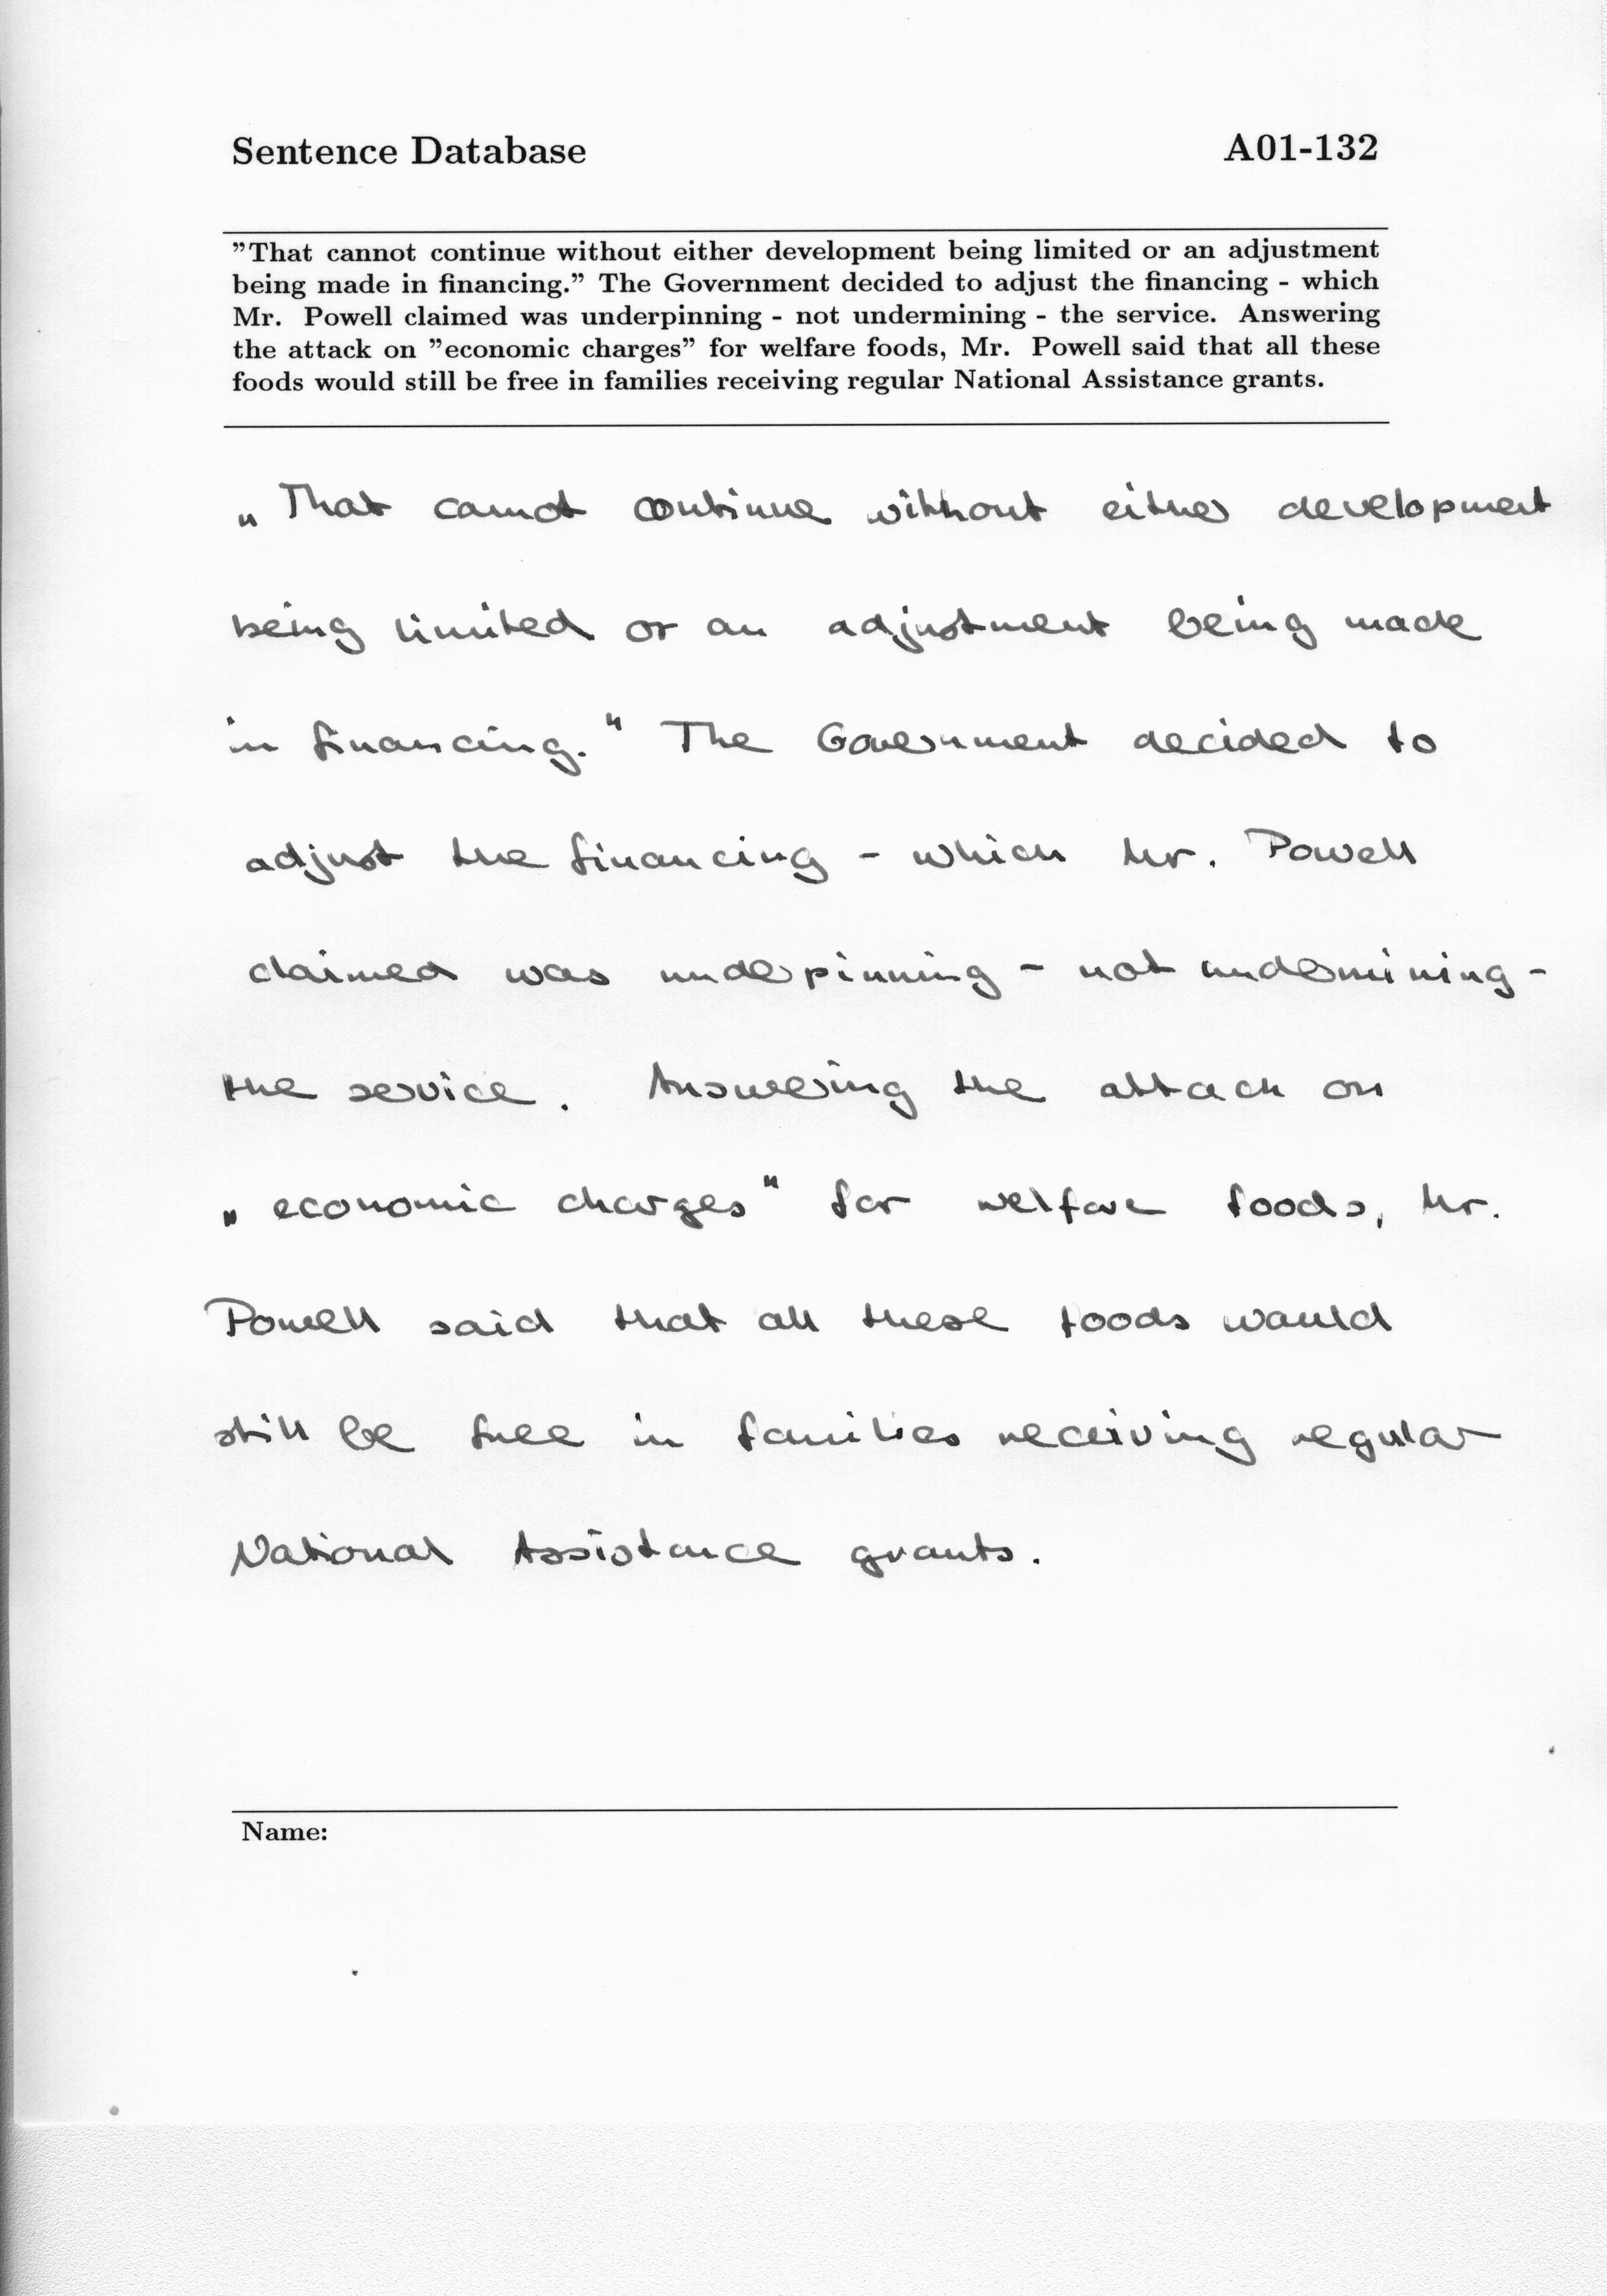 Sentence Database A01-132
”That cannot continue without either development being limited or an adjustment
being made in financing.” The Government decided to adjust the financing - which
Mr. Powell claimed was underpinning - not undermining - the service. Answering
the attack on ”economic charges” for welfare foods, Mr. Powell said that all these
foods would still be free in families receiving regular National Assistance grants.
„That cannot continue without either development
being limited or an adjustment being made
in financing.“ The Government decided to
adjust the financing - which Mr. Powell
claimed was underpinning - not undermining -
the service. Answering the attack on
„economic charges“ for welfare foods, Mr.
Powell said that all these foods would
still be free in families receiving regular
National Assistance grants.
Name: